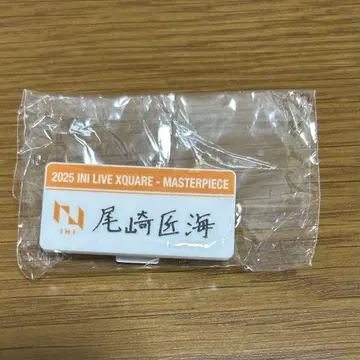 2025 INI LIVE XQUARE - MASTERPIECE
尾崎匠海
INI